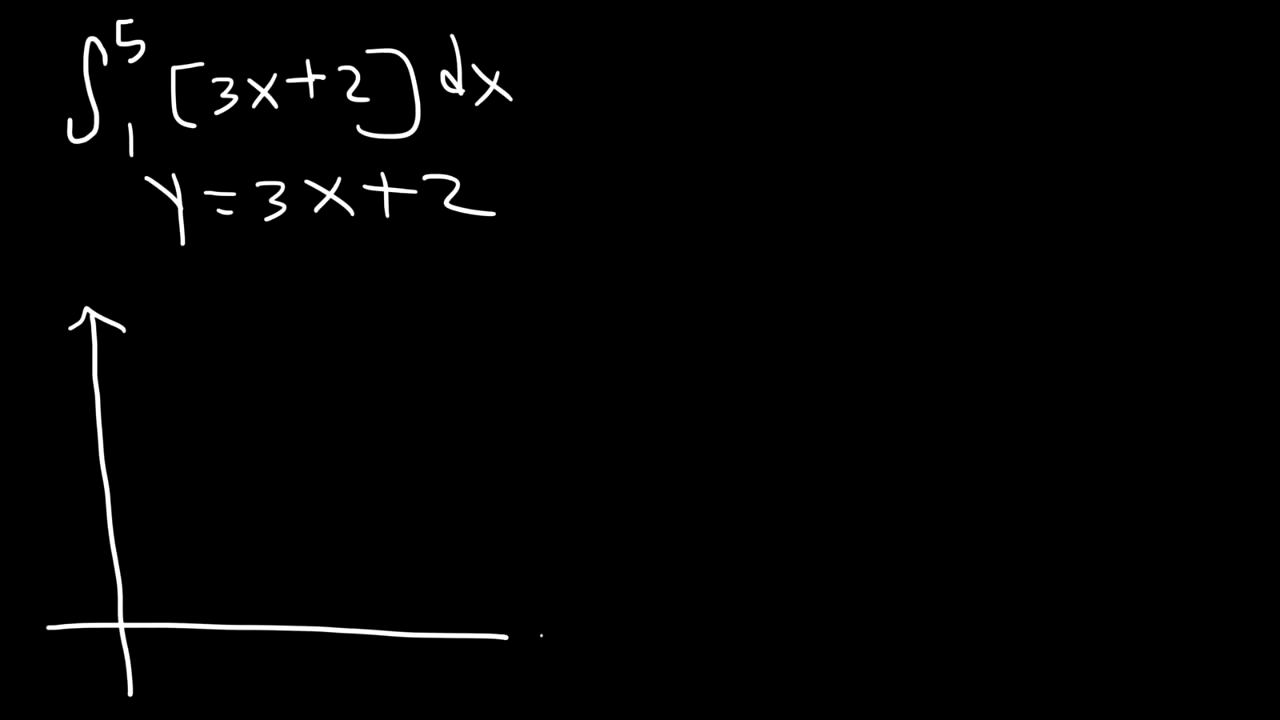 ∫₁⁵ [3x+2] dx
y = 3x+2